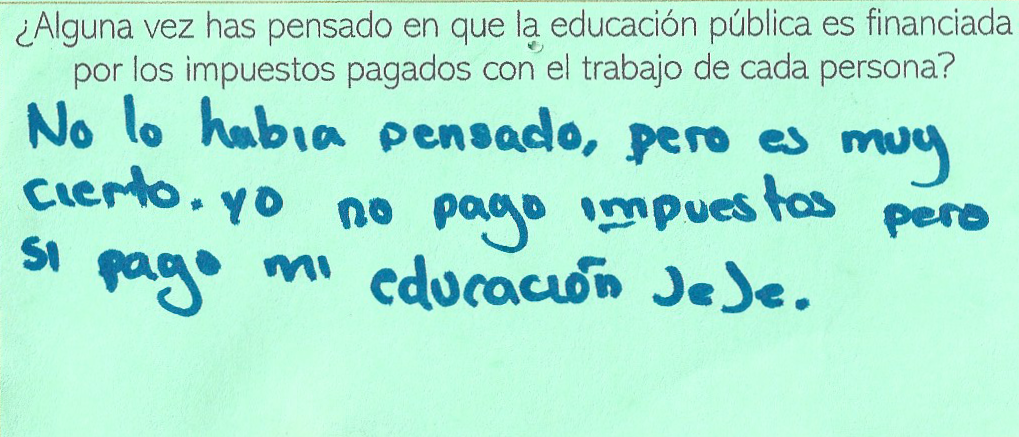 ¿Alguna vez has pensado en que la educación pública es financiada
por los impuestos pagados con el trabajo de cada persona?
No lo habia pensado, pero es muy
cierto. yo no pago impuestos pero
si pago mi educación JeJe.